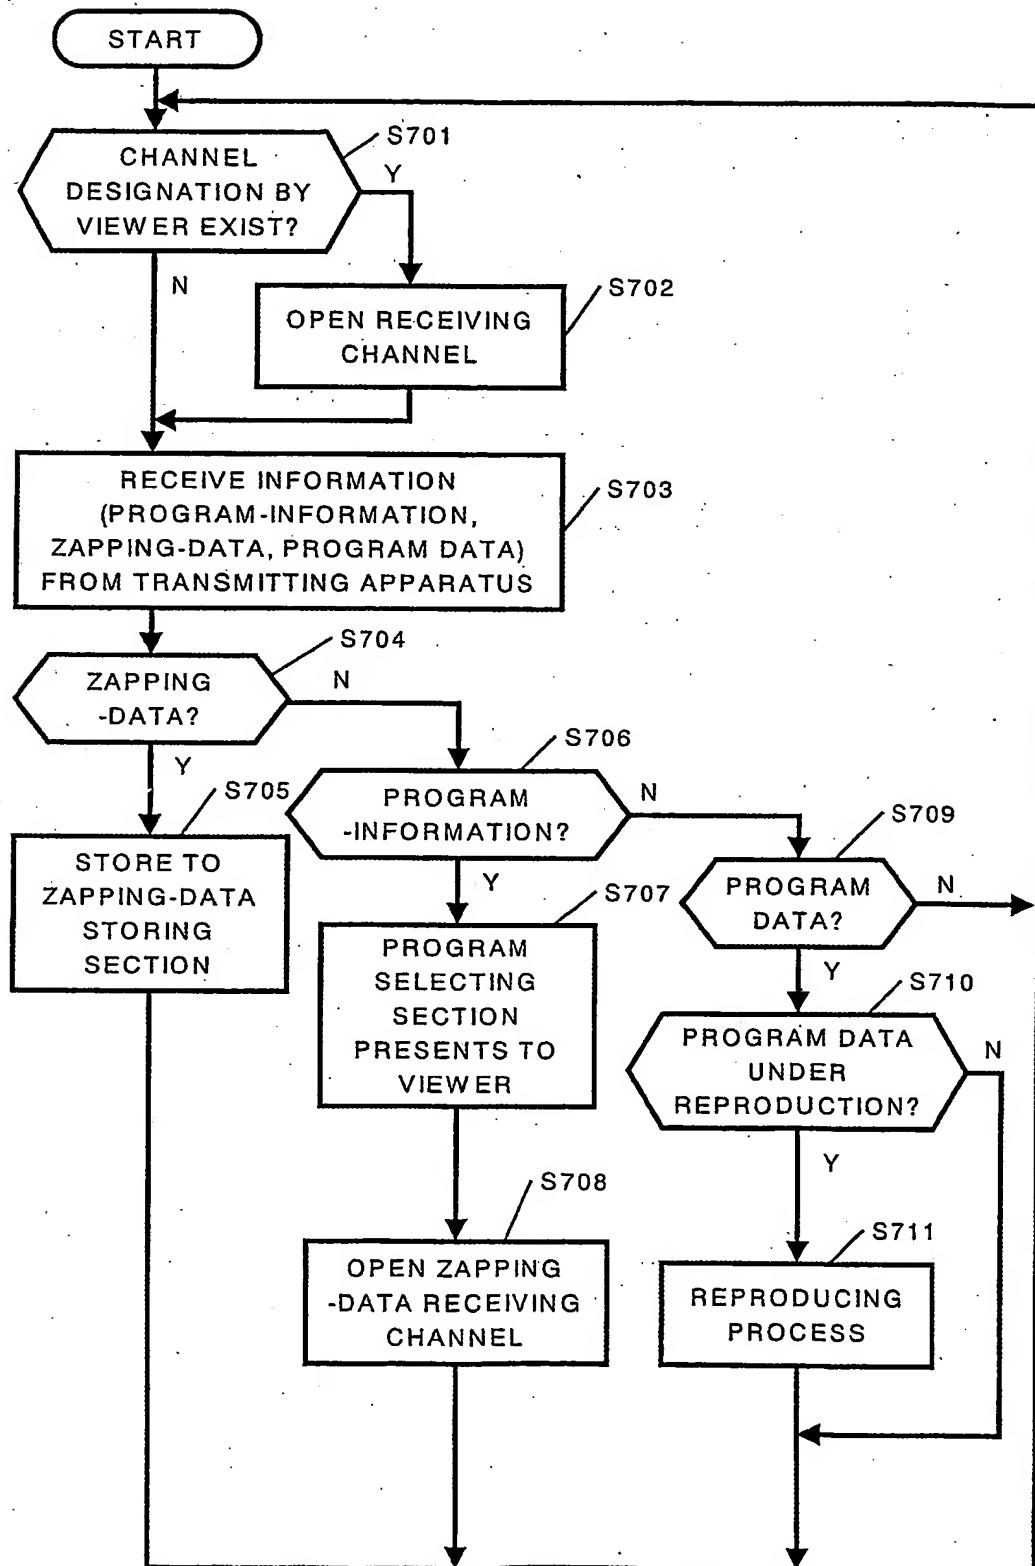 START
S701
CHANNEL
DESIGNATION BY
VIEWER EXIST?
Y
N
S702
OPEN RECEIVING
CHANNEL
S703
RECEIVE INFORMATION
(PROGRAM-INFORMATION,
ZAPPING-DATA, PROGRAM DATA)
FROM TRANSMITTING APPARATUS
S704
ZAPPING
-DATA?
N
Y
S705
STORE TO
ZAPPING-DATA
STORING
SECTION
S706
PROGRAM
-INFORMATION?
N
Y
S707
PROGRAM
SELECTING
SECTION
PRESENTS TO
VIEWER
S708
OPEN ZAPPING
-DATA RECEIVING
CHANNEL
S709
PROGRAM
DATA?
N
Y
S710
PROGRAM DATA
UNDER
REPRODUCTION?
N
Y
S711
REPRODUCING
PROCESS